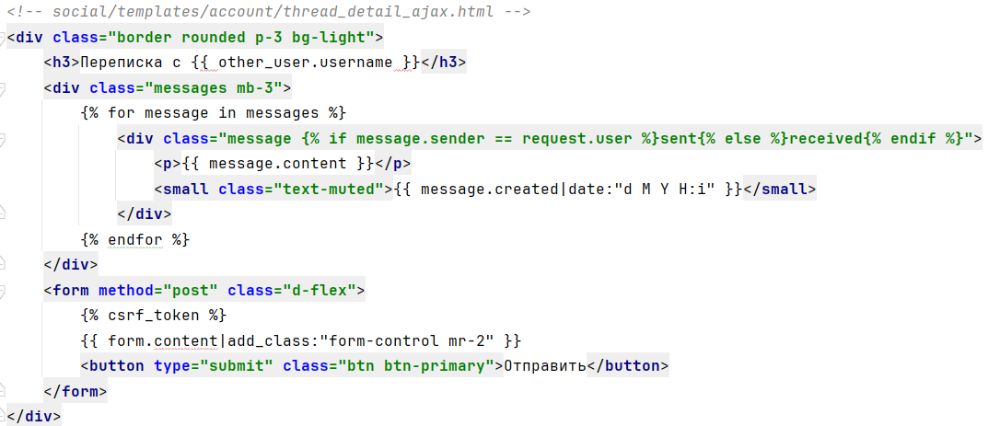 <!-- social/templates/account/thread_detail_ajax.html -->
<div class="border rounded p-3 bg-light">
    <h3>Переписка с {{ other_user.username }}</h3>
    <div class="messages mb-3">
        {% for message in messages %}
            <div class="message {% if message.sender == request.user %}sent{% else %}received{% endif %}">
                <p>{{ message.content }}</p>
                <small class="text-muted">{{ message.created|date:"d M Y H:i" }}</small>
            </div>
        {% endfor %}
    </div>
    <form method="post" class="d-flex">
        {% csrf_token %}
        {{ form.content|add_class:"form-control mr-2" }}
        <button type="submit" class="btn btn-primary">Отправить</button>
    </form>
</div>